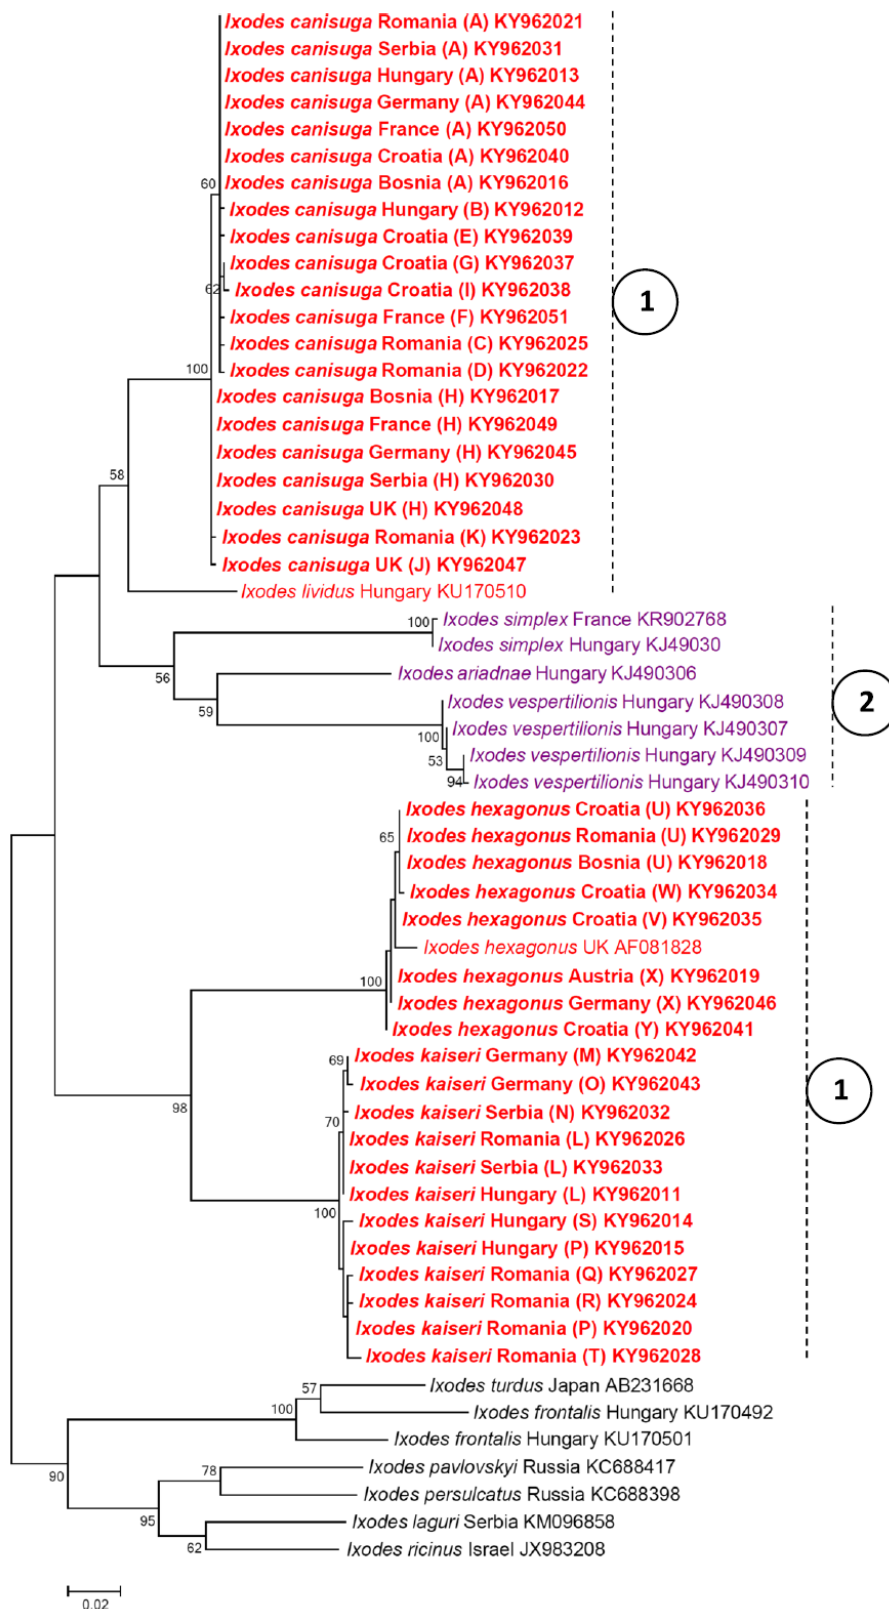 Ixodes canisuga Romania (A) KY962021
Ixodes canisuga Serbia (A) KY962031
Ixodes canisuga Hungary (A) KY962013
Ixodes canisuga Germany (A) KY962044
Ixodes canisuga France (A) KY962050
Ixodes canisuga Croatia (A) KY962040
60
Ixodes canisuga Bosnia (A) KY962016
Ixodes canisuga Hungary (B) KY962012
Ixodes canisuga Croatia (E) KY962039
Ixodes canisuga Croatia (G) KY962037
62
Ixodes canisuga Croatia (I) KY962038
1
Ixodes canisuga France (F) KY962051
Ixodes canisuga Romania (C) KY962025
100
Ixodes canisuga Romania (D) KY962022
Ixodes canisuga Bosnia (H) KY962017
Ixodes canisuga France (H) KY962049
Ixodes canisuga Germany (H) KY962045
58
Ixodes canisuga Serbia (H) KY962030
Ixodes canisuga UK (H) KY962048
Ixodes canisuga Romania (K) KY962023
Ixodes canisuga UK (J) KY962047
Ixodes lividus Hungary KU170510
100
Ixodes simplex France KR902768
Ixodes simplex Hungary KJ49030
56
Ixodes ariadnae Hungary KJ490306
59
Ixodes vespertilionis Hungary KJ490308
2
100
Ixodes vespertilionis Hungary KJ490307
53
Ixodes vespertilionis Hungary KJ490309
94
Ixodes vespertilionis Hungary KJ490310
Ixodes hexagonus Croatia (U) KY962036
65
Ixodes hexagonus Romania (U) KY962029
Ixodes hexagonus Bosnia (U) KY962018
Ixodes hexagonus Croatia (W) KY962034
Ixodes hexagonus Croatia (V) KY962035
Ixodes hexagonus UK AF081828
100
Ixodes hexagonus Austria (X) KY962019
Ixodes hexagonus Germany (X) KY962046
Ixodes hexagonus Croatia (Y) KY962041
69
Ixodes kaiseri Germany (M) KY962042
Ixodes kaiseri Germany (O) KY962043
1
98
70
Ixodes kaiseri Serbia (N) KY962032
Ixodes kaiseri Romania (L) KY962026
Ixodes kaiseri Serbia (L) KY962033
Ixodes kaiseri Hungary (L) KY962011
100
Ixodes kaiseri Hungary (S) KY962014
Ixodes kaiseri Hungary (P) KY962015
Ixodes kaiseri Romania (Q) KY962027
Ixodes kaiseri Romania (R) KY962024
Ixodes kaiseri Romania (P) KY962020
Ixodes kaiseri Romania (T) KY962028
57
Ixodes turdus Japan AB231668
100
Ixodes frontalis Hungary KU170492
Ixodes frontalis Hungary KU170501
90
78
Ixodes pavlovskyi Russia KC688417
Ixodes persulcatus Russia KC688398
95
Ixodes laguri Serbia KM096858
62
Ixodes ricinus Israel JX983208
0.02